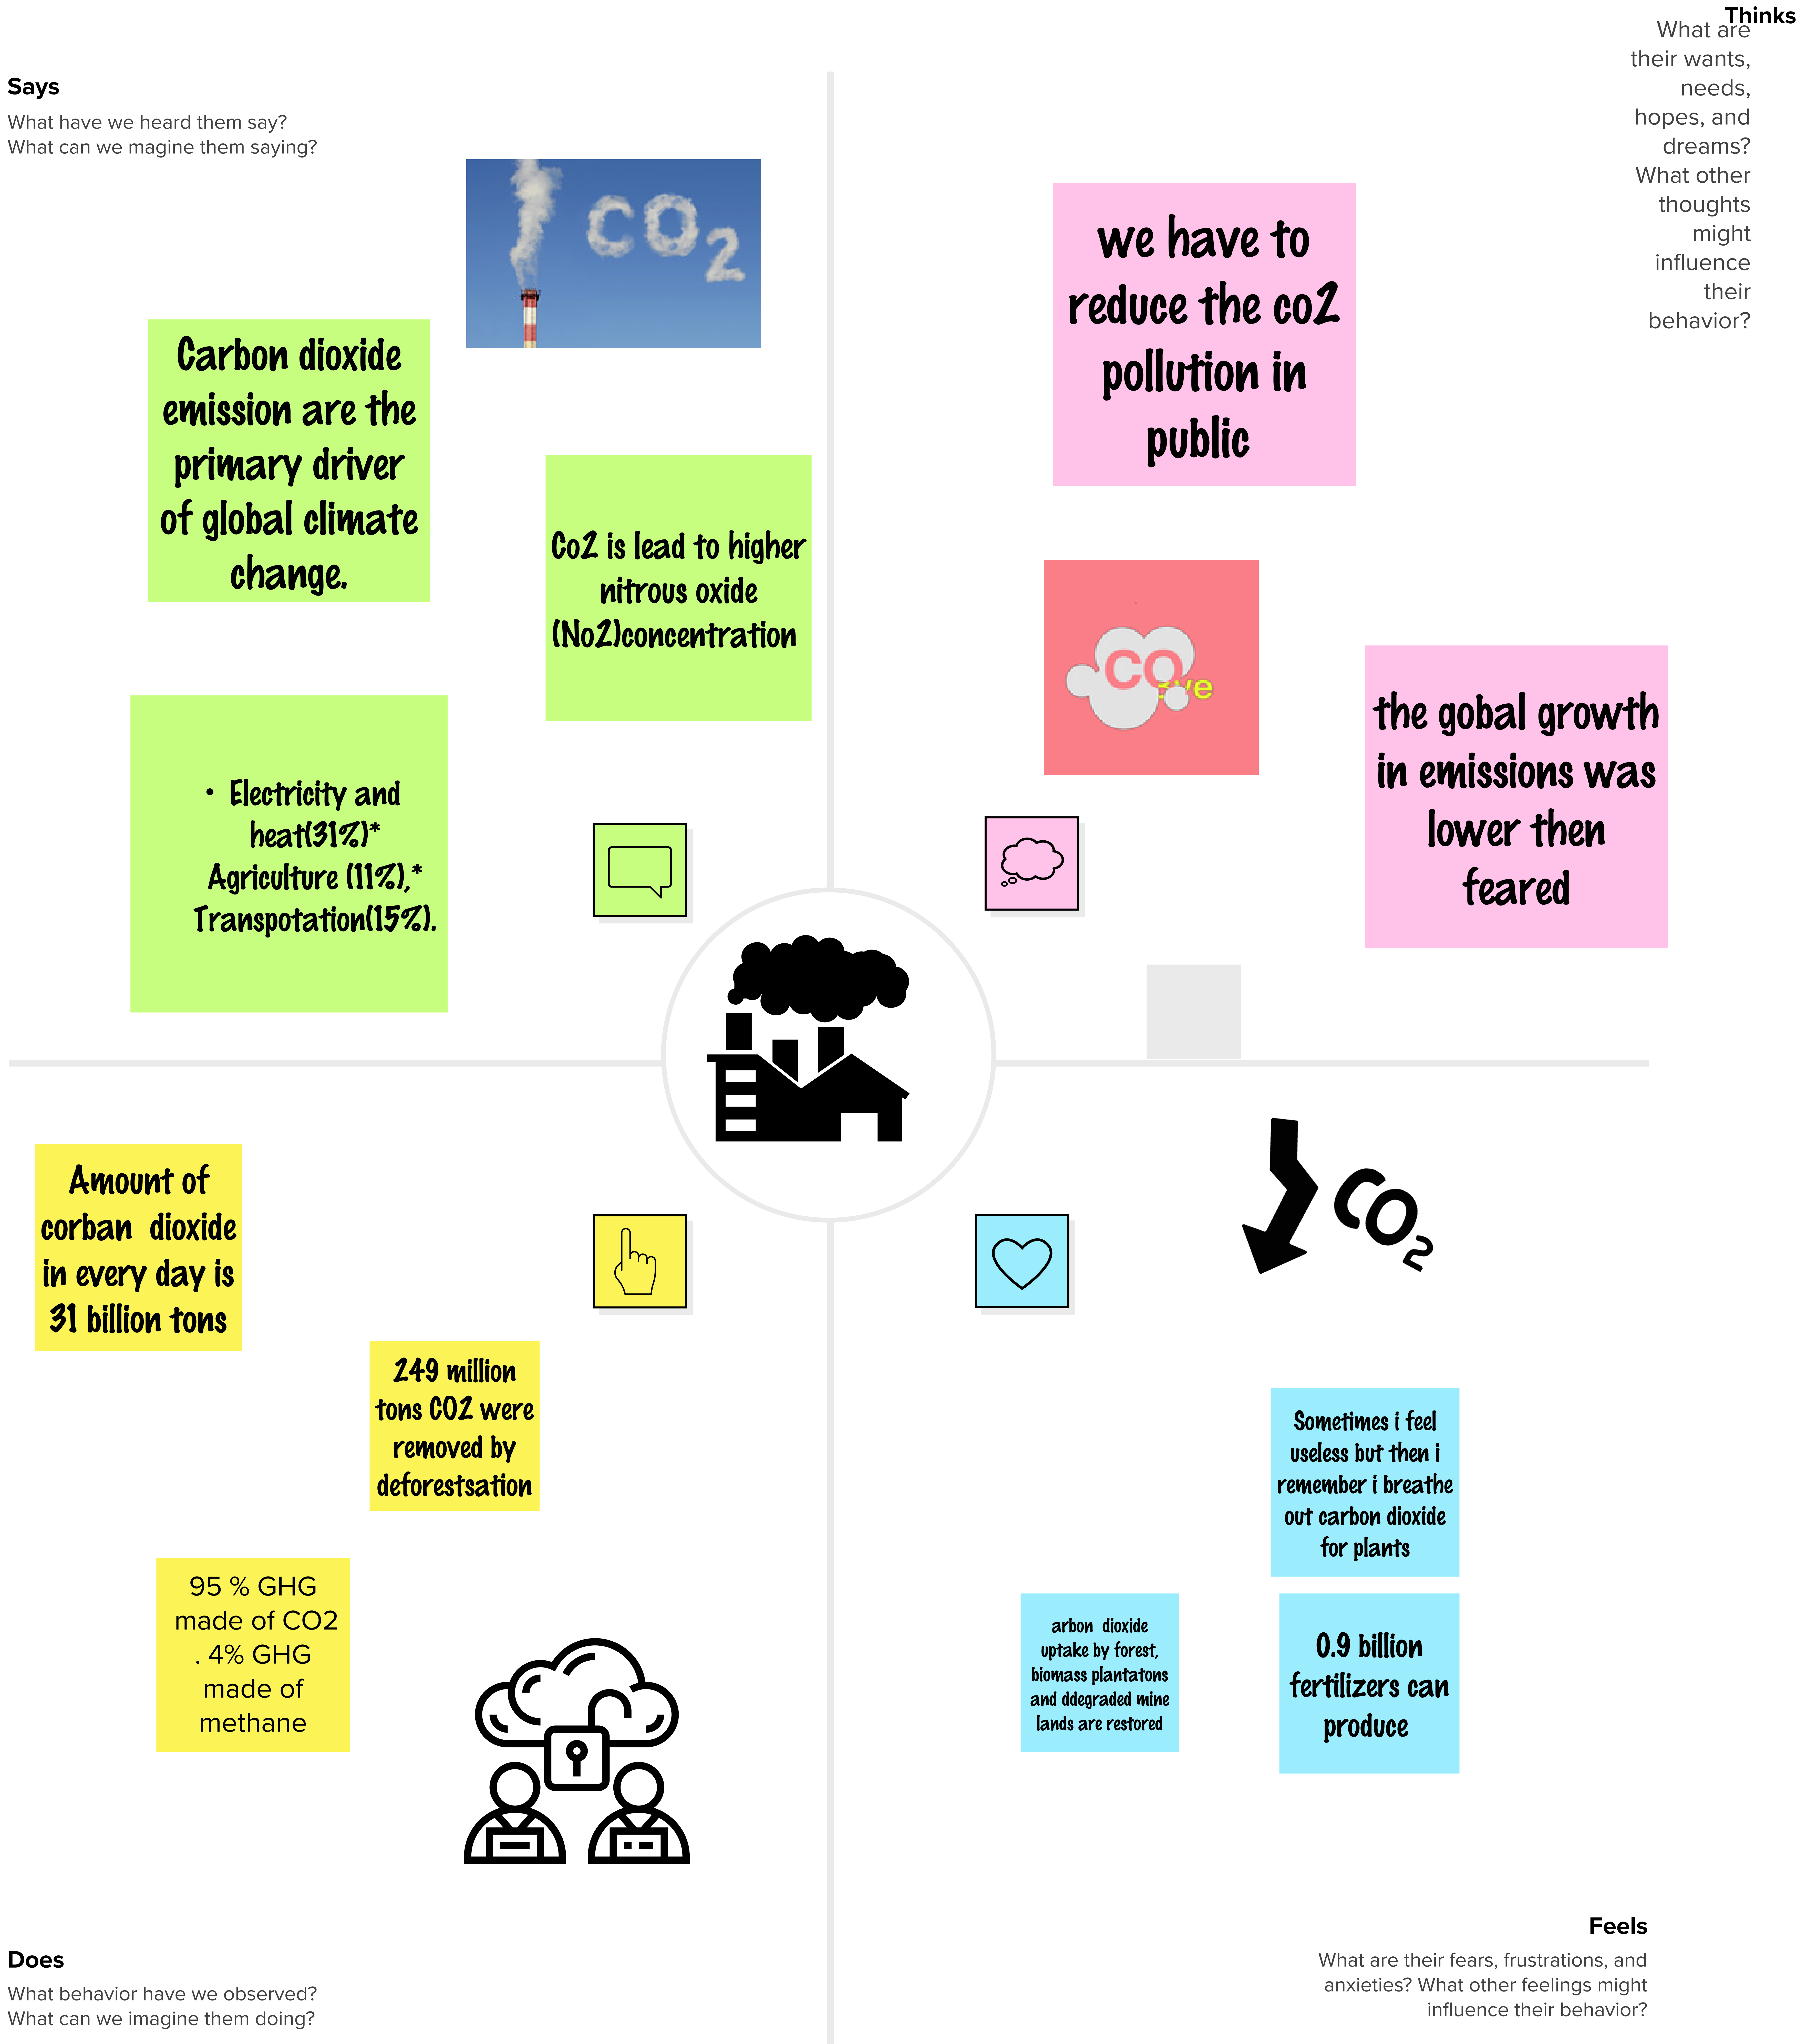 Says
What have we heard them say?
What can we magine them saying?
CO2
Carbon dioxide
emission are the
primary driver
of global climate
change.
Co2 is lead to higher
nitrous oxide
(No2)concentration
• Electricity and
heat(31%)*
Agriculture (11%),*
Transpotation(15%).
Thinks
What are
their wants,
needs,
hopes, and
dreams?
What other
thoughts
might
influence
their
behavior?
we have to
reduce the co2
pollution in
public
CO
the gobal growth
in emissions was
lower then
feared
Amount of
corban dioxide
in every day is
31 billion tons
249 million
tons CO2 were
removed by
deforestsation
95 % GHG
made of CO2
. 4% GHG
made of
methane
Does
What behavior have we observed?
What can we imagine them doing?
CO2
Sometimes i feel
useless but then i
remember i breathe
out carbon dioxide
for plants
arbon dioxide
uptake by forest,
biomass plantatons
and ddegraded mine
lands are restored
0.9 billion
fertilizers can
produce
Feels
What are their fears, frustrations, and
anxieties? What other feelings might
influence their behavior?